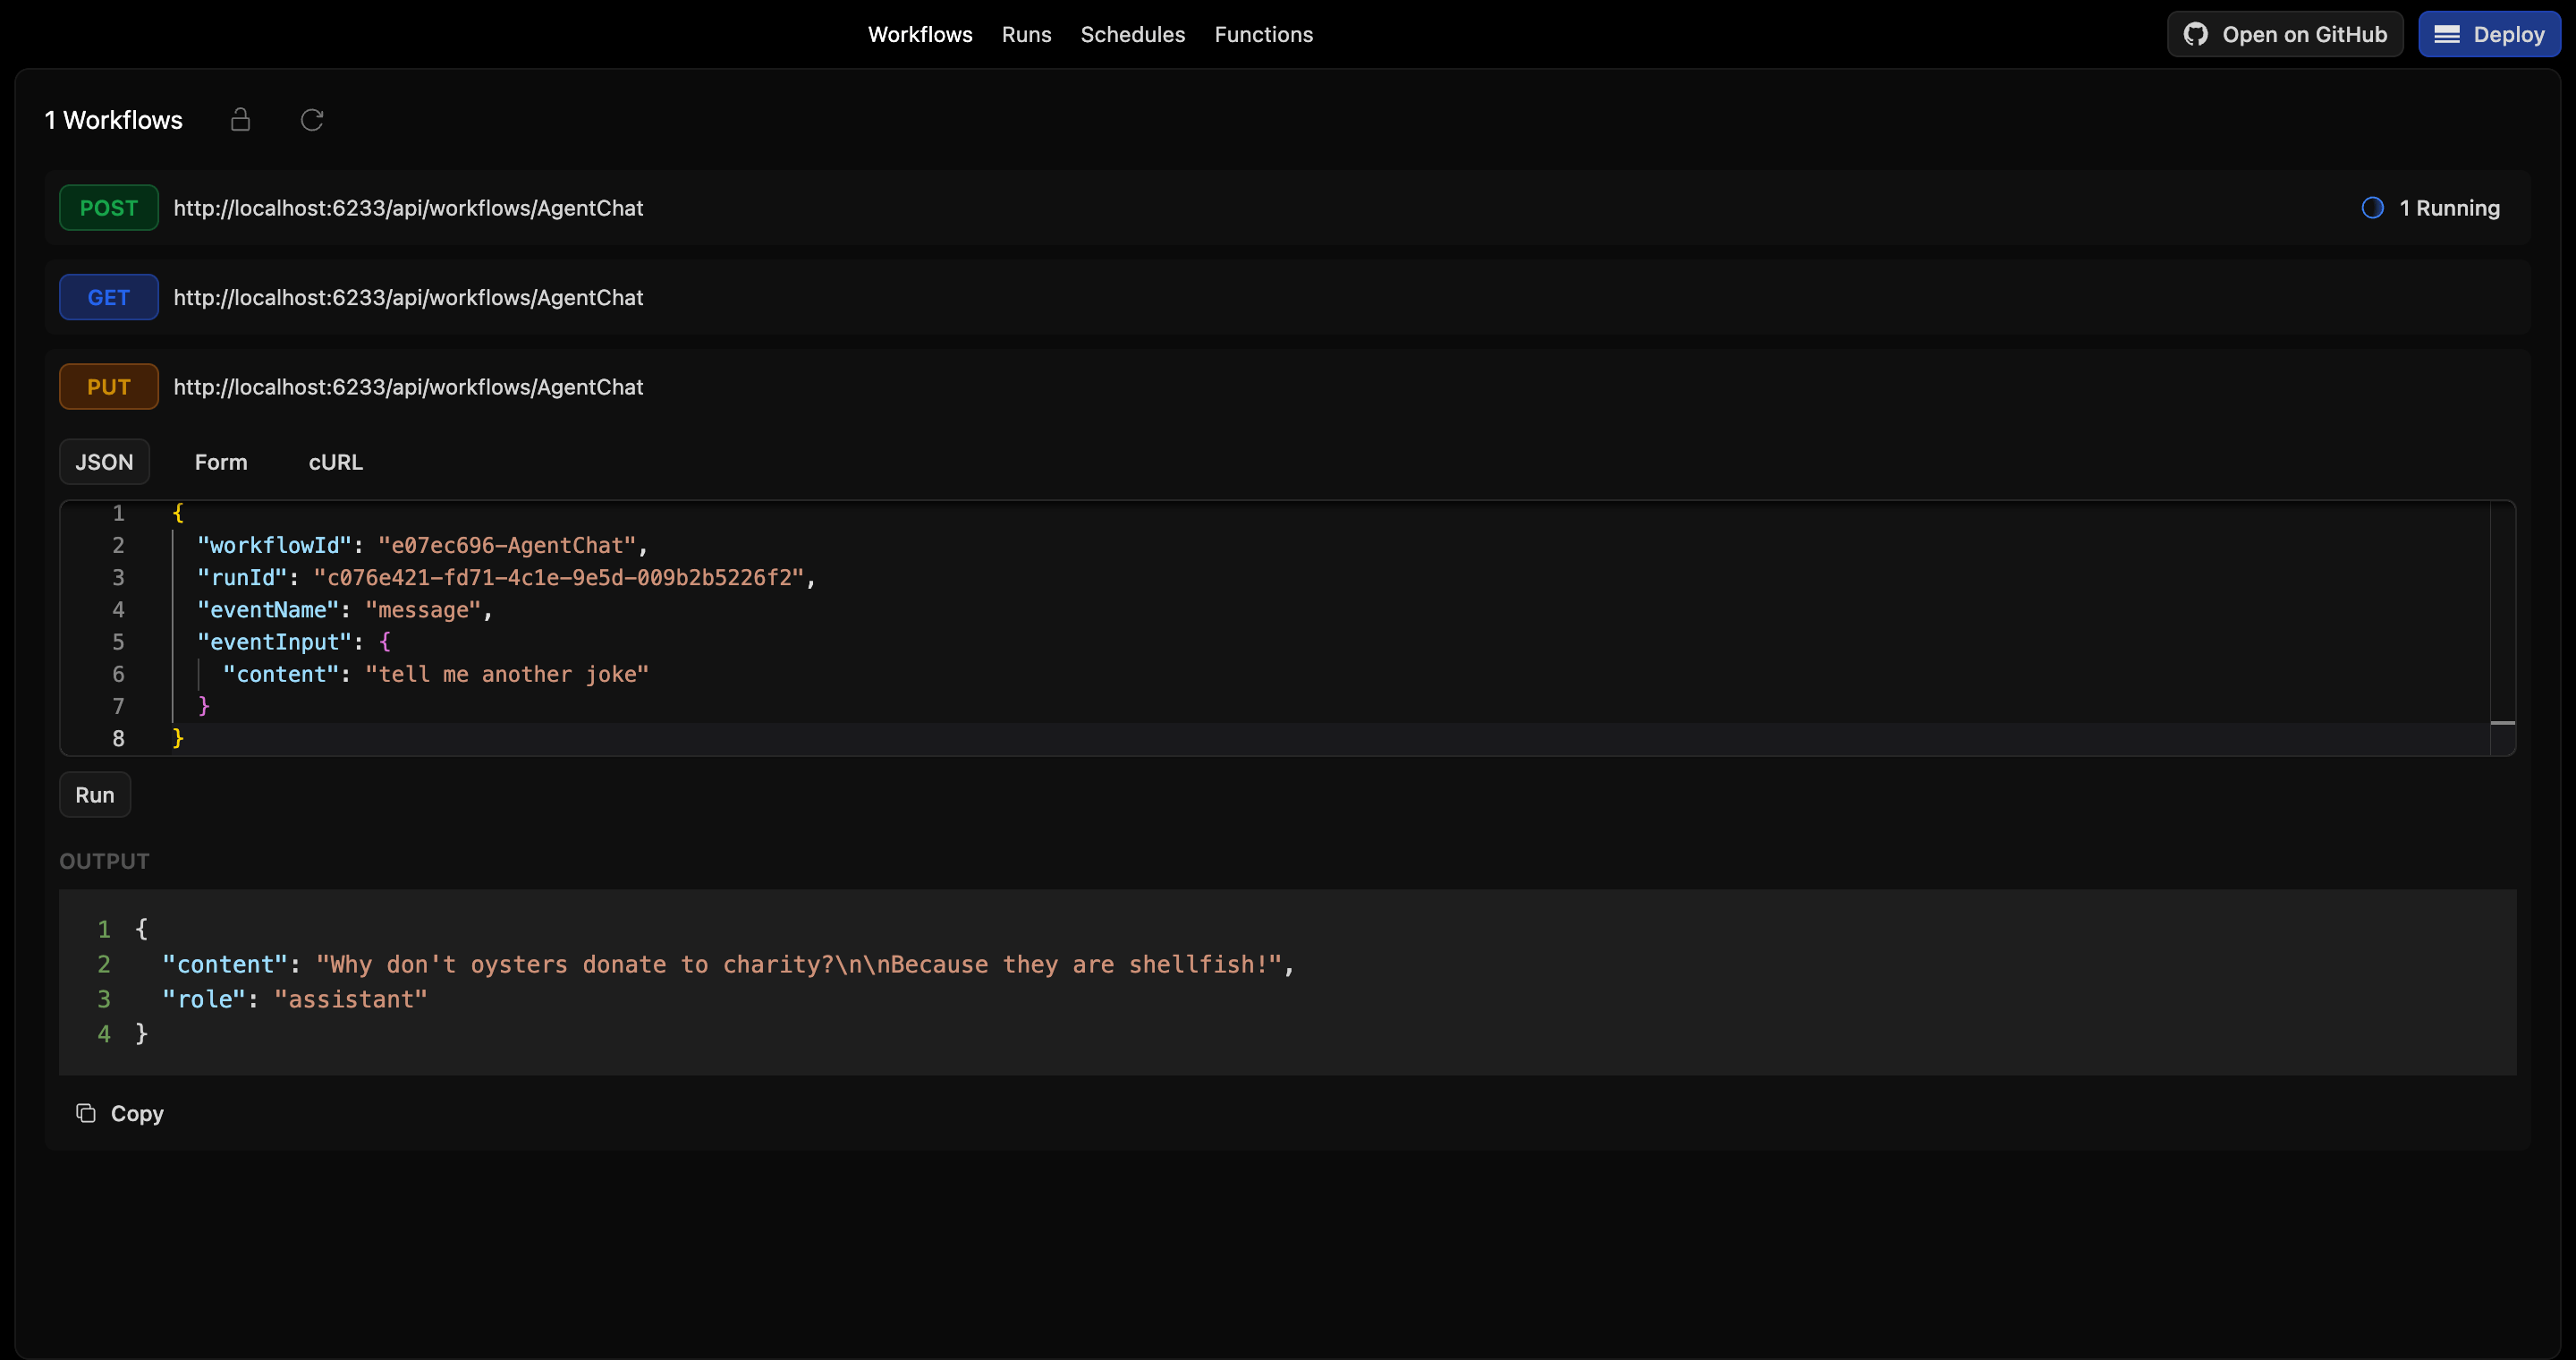 Workflows Runs Schedules Functions Open on GitHub Deploy
1 Workflows
POST http://localhost:6233/api/workflows/AgentChat 1 Running
GET http://localhost:6233/api/workflows/AgentChat
PUT http://localhost:6233/api/workflows/AgentChat
JSON Form cURL
1 {
2 "workflowId": "e07ec696-AgentChat",
3 "runId": "c076e421-fd71-4c1e-9e5d-009b2b5226f2",
4 "eventName": "message",
5 "eventInput": {
6 "content": "tell me another joke"
7 }
8 }
Run
OUTPUT
1 {
2 "content": "Why don't oysters donate to charity?\n\nBecause they are shellfish!",
3 "role": "assistant"
4 }
Copy